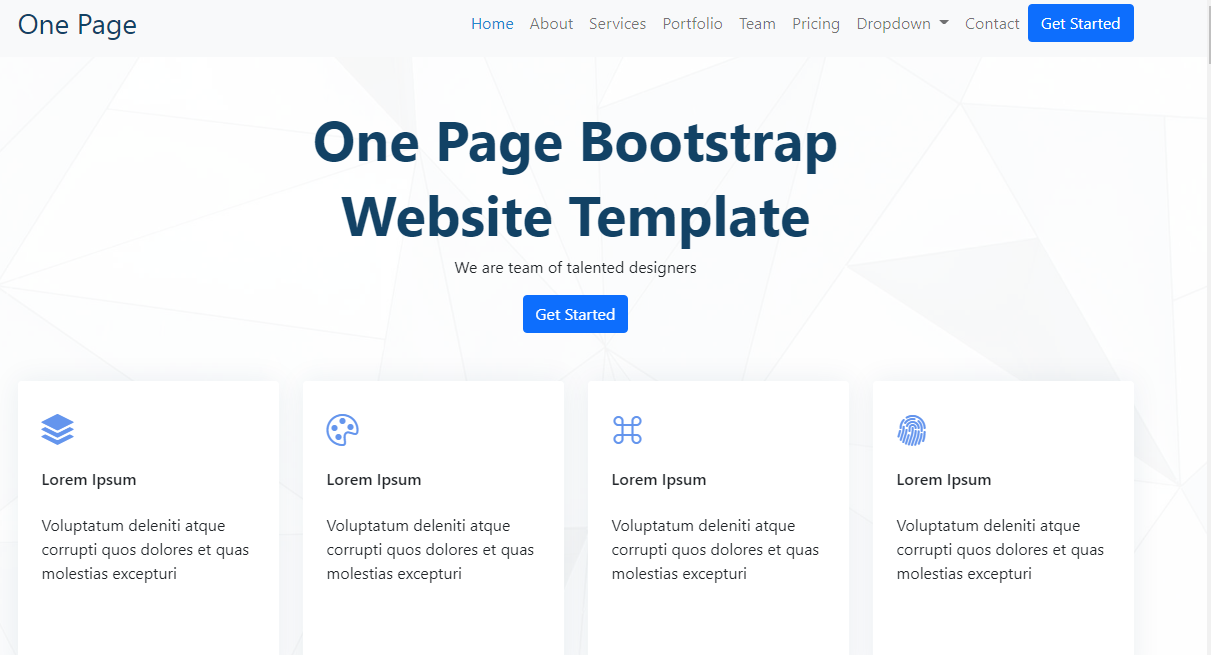 One Page
Home About Services Portfolio Team Pricing Dropdown Contact Get Started
One Page Bootstrap
Website Template
We are team of talented designers
Get Started
Lorem Ipsum
Voluptatum deleniti atque
corrupti quos dolores et quas
molestias excepturi
Lorem Ipsum
Voluptatum deleniti atque
corrupti quos dolores et quas
molestias excepturi
Lorem Ipsum
Voluptatum deleniti atque
corrupti quos dolores et quas
molestias excepturi
Lorem Ipsum
Voluptatum deleniti atque
corrupti quos dolores et quas
molestias excepturi